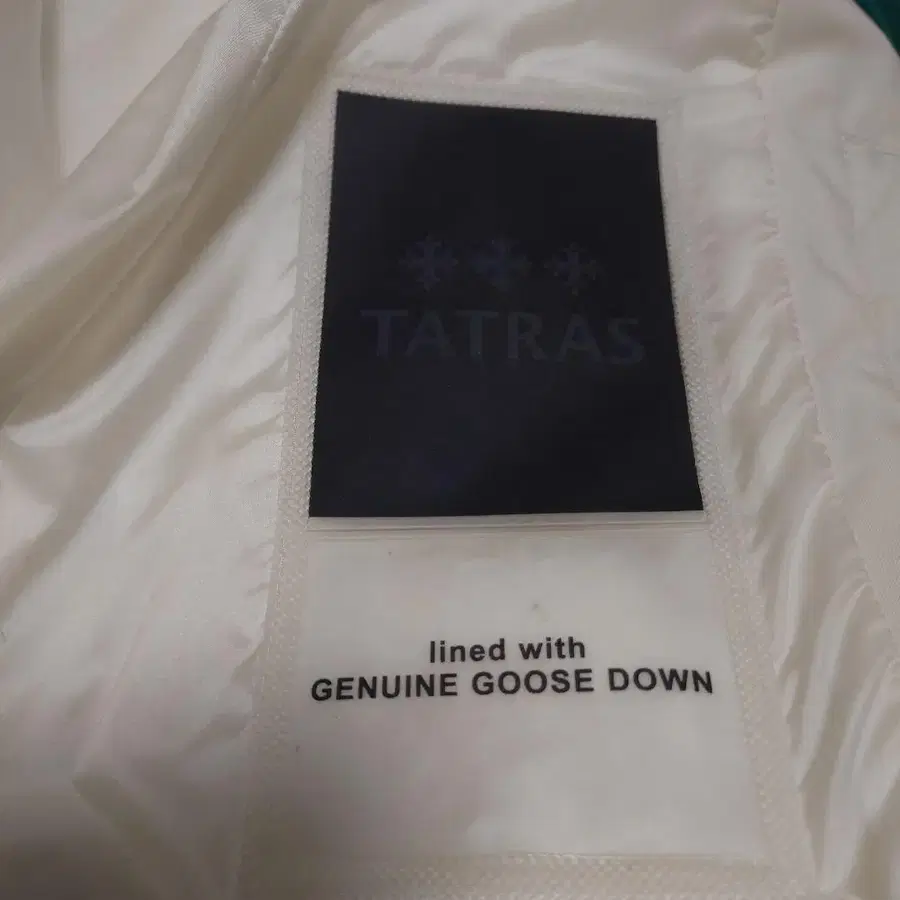 TATRAS
lined with
GENUINE GOOSE DOWN